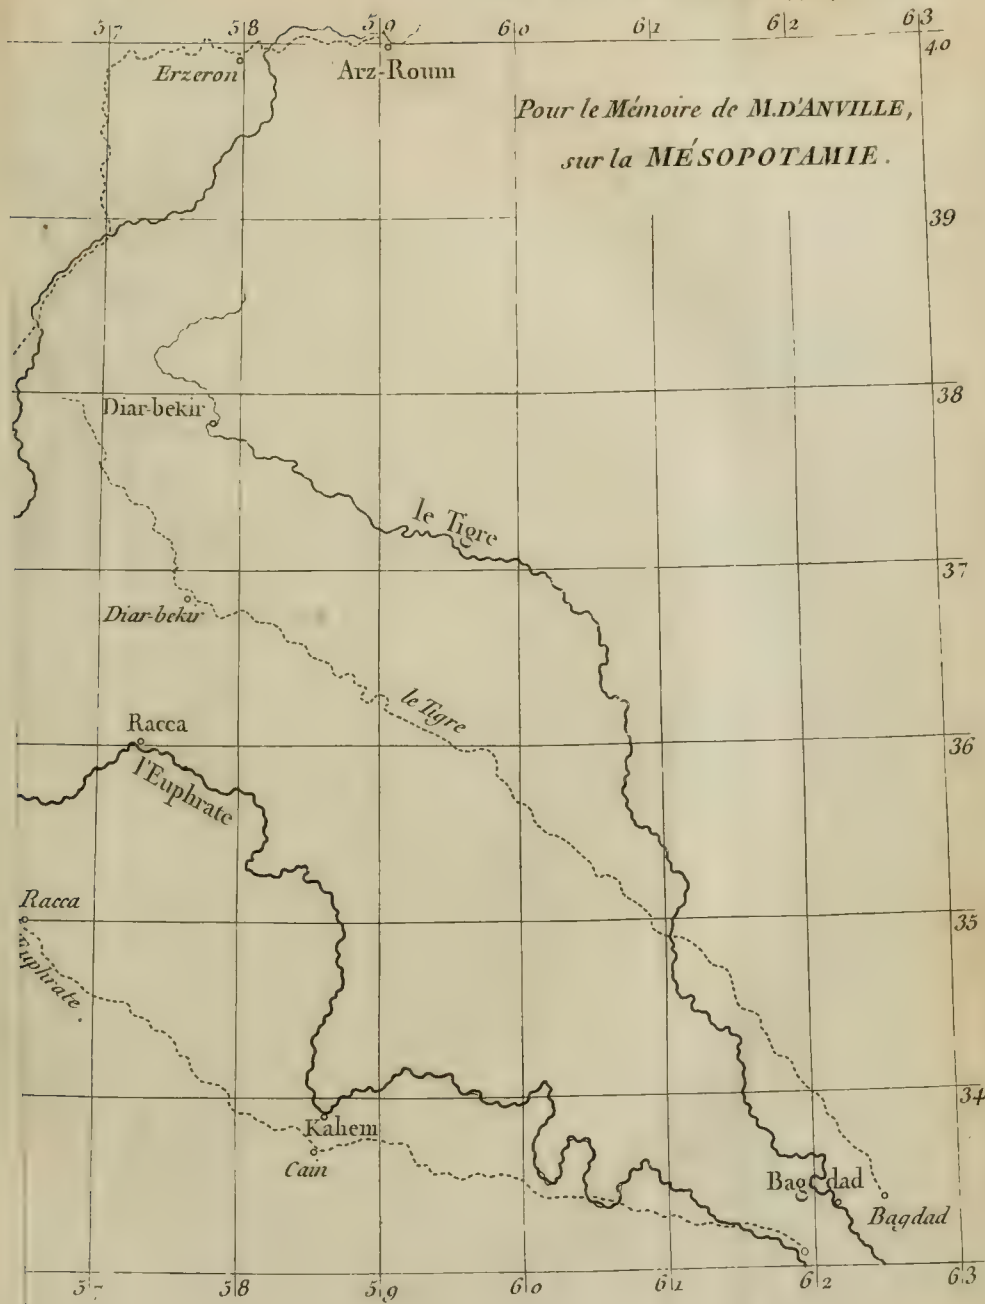 57 58 59 60 61 62 63
40
Erzeron
Arz-Roum
Pour le Mémoire de M. D'ANVILLE,
sur la MÉSOPOTAMIE.
39
38
Diar-bekir
le Tigre
37
Diar-bekir
le Tigre
Racca
36
l'Euphrate
Racca
35
Euphrate.
34
Kahem
Cain
Bagdad
Bagdad
57 58 59 60 61 62 63